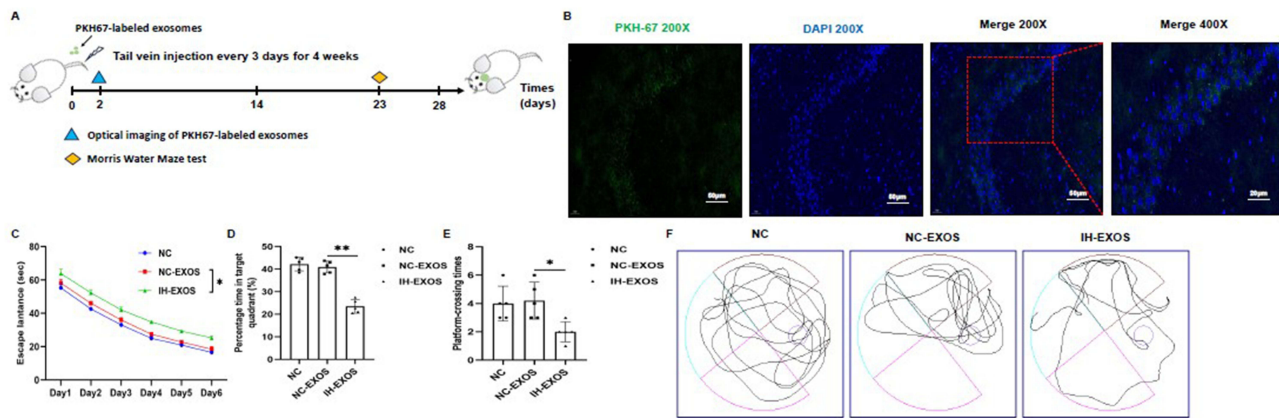 A
PKH67-labeled exosomes
Tail vein injection every 3 days for 4 weeks
0 2 14 23 28
Times
(days)
Optical imaging of PKH67-labeled exosomes
Morris Water Maze test
B
PKH-67 200X
DAPI 200X
Merge 200X
Merge 400X
C
Escape lantance (sec)
80
60
40
20
0
Day1 Day2 Day3 Day4 Day5 Day6
NC
NC-EXOS
IH-EXOS
*
D
Percentage time in target
quadrant (%)
50
40
30
20
10
0
**
NC
NC-EXOS
IH-EXOS
NC
NC-EXOS
IH-EXOS
E
Platform-crossing times
8
6
4
2
0
*
NC
NC-EXOS
IH-EXOS
NC
NC-EXOS
IH-EXOS
F
NC
NC-EXOS
IH-EXOS